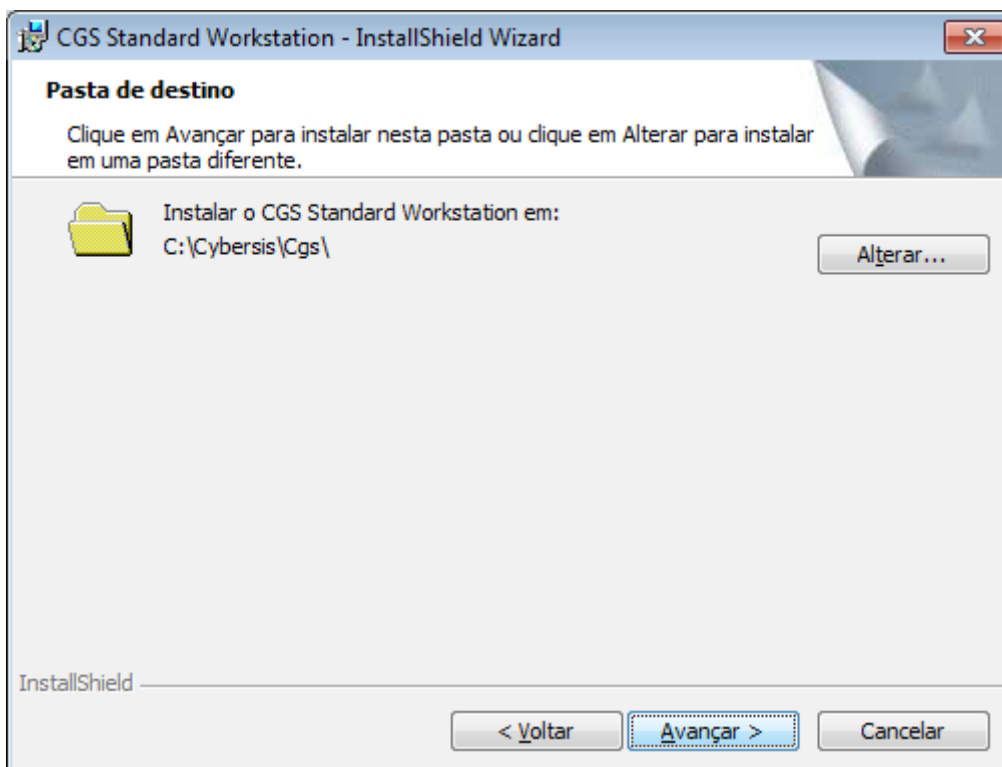 CGS Standard Workstation - InstallShield Wizard
Pasta de destino
Clique em Avançar para instalar nesta pasta ou clique em Alterar para instalar
em uma pasta diferente.
Instalar o CGS Standard Workstation em:
C:\Cybersis\Cgs\
Alterar...
InstallShield
< Voltar
Avançar >
Cancelar